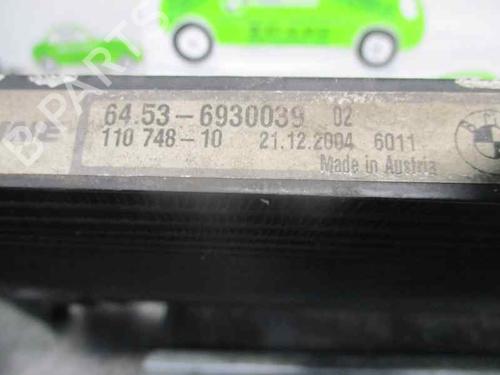 64.53-6930039 02
110 748-10 21.12.2004 6011
Made in Austria
B-PARTS